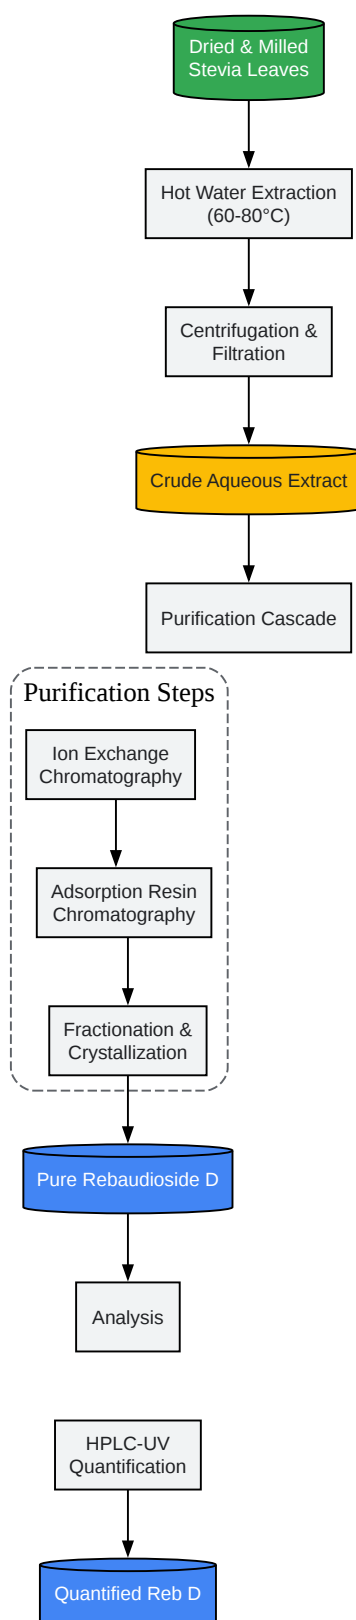 Dried & Milled
Stevia Leaves
Hot Water Extraction
(60-80°C)
Centrifugation &
Filtration
Crude Aqueous Extract
Purification Cascade
Purification Steps
Ion Exchange
Chromatography
Adsorption Resin
Chromatography
Fractionation &
Crystallization
Pure Rebaudioside D
Analysis
HPLC-UV
Quantification
Quantified Reb D